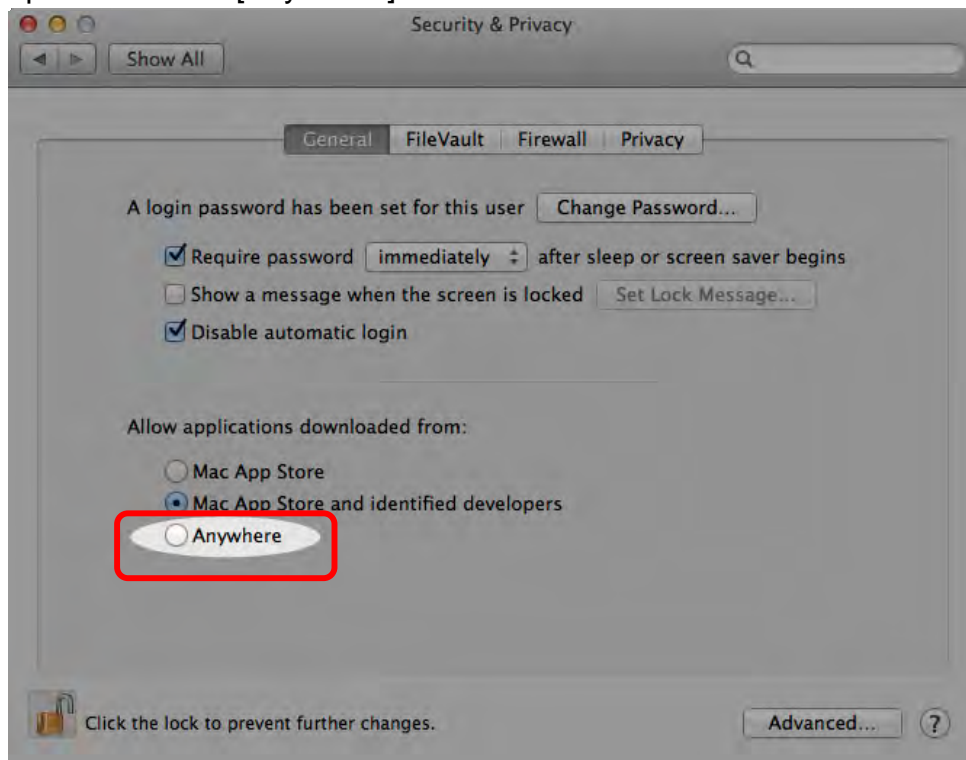 Security & Privacy
Show All
General FileVault Firewall Privacy
A login password has been set for this user Change Password...
Require password immediately after sleep or screen saver begins
Show a message when the screen is locked Set Lock Message...
Disable automatic login
Allow applications downloaded from:
Mac App Store
Mac App Store and identified developers
Anywhere
Click the lock to prevent further changes. Advanced... ?